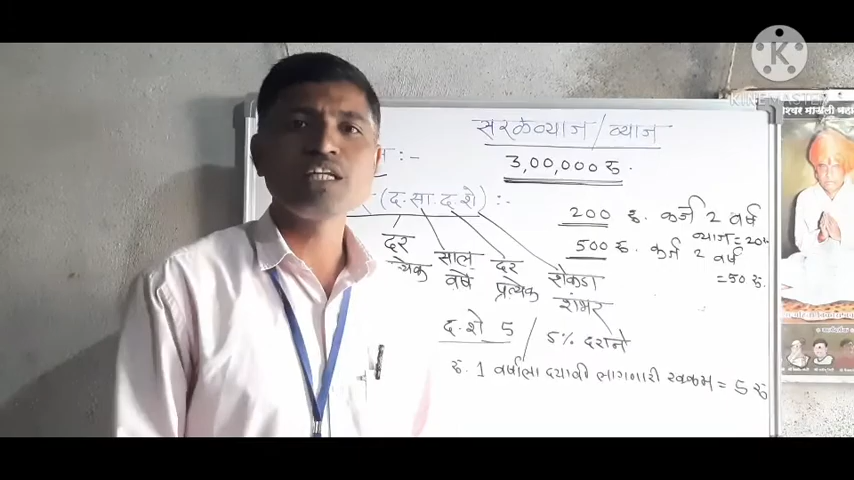 KINEMASTER
सरळव्याज / व्याज
3,00,000 रु.
(द. सा. द. शे) :-
200 रु. कर्ज 2 वर्ष
व्याज = 20
500 रु. कर्ज 2 वर्ष
= 50 रु.
दर साल दर शेकडा
येक वर्षे प्रत्येक शंभर
द. शे 5 / 5% दराने
रु. 1 वर्षाला द्यावी लागणारी रक्कम = 5 रु